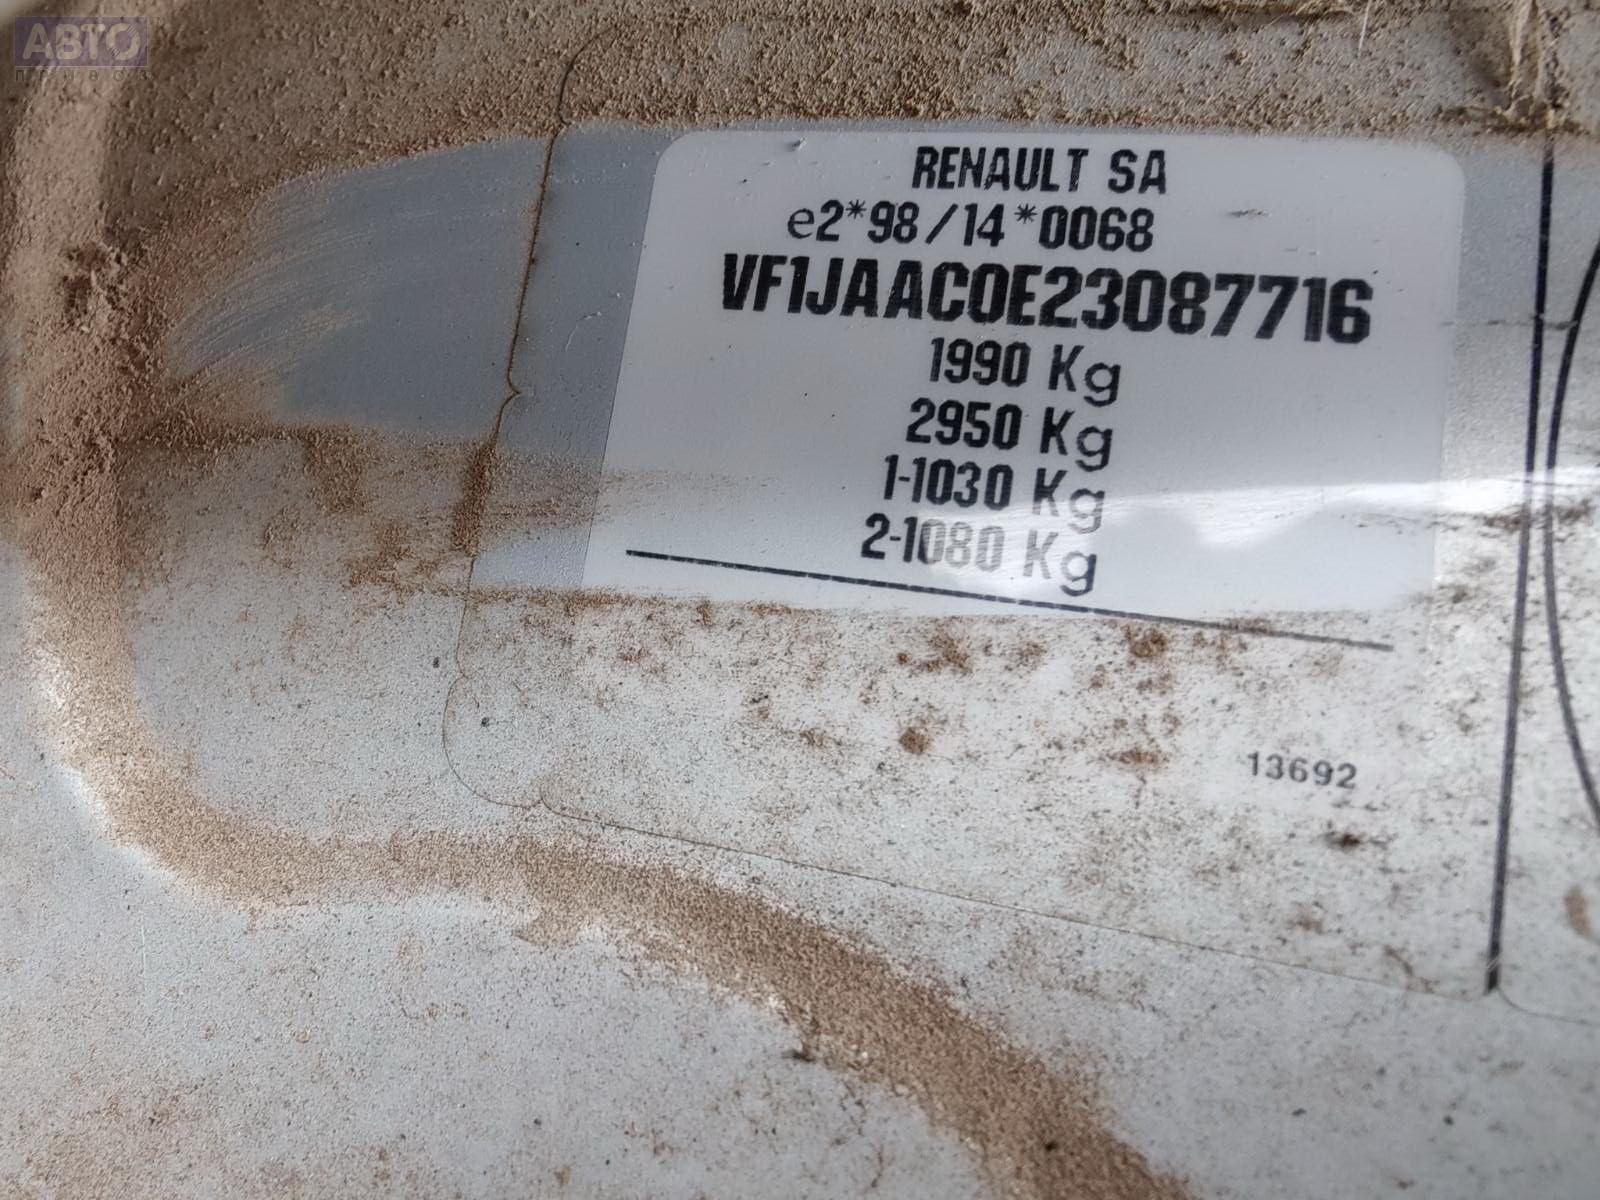 АВТО
ПРИВОЗ
RENAULT SA
e2*98/14*0068
VF1JAAC0E23087716
1990 Kg
2950 Kg
1-1030 Kg
2-1080 Kg
13692